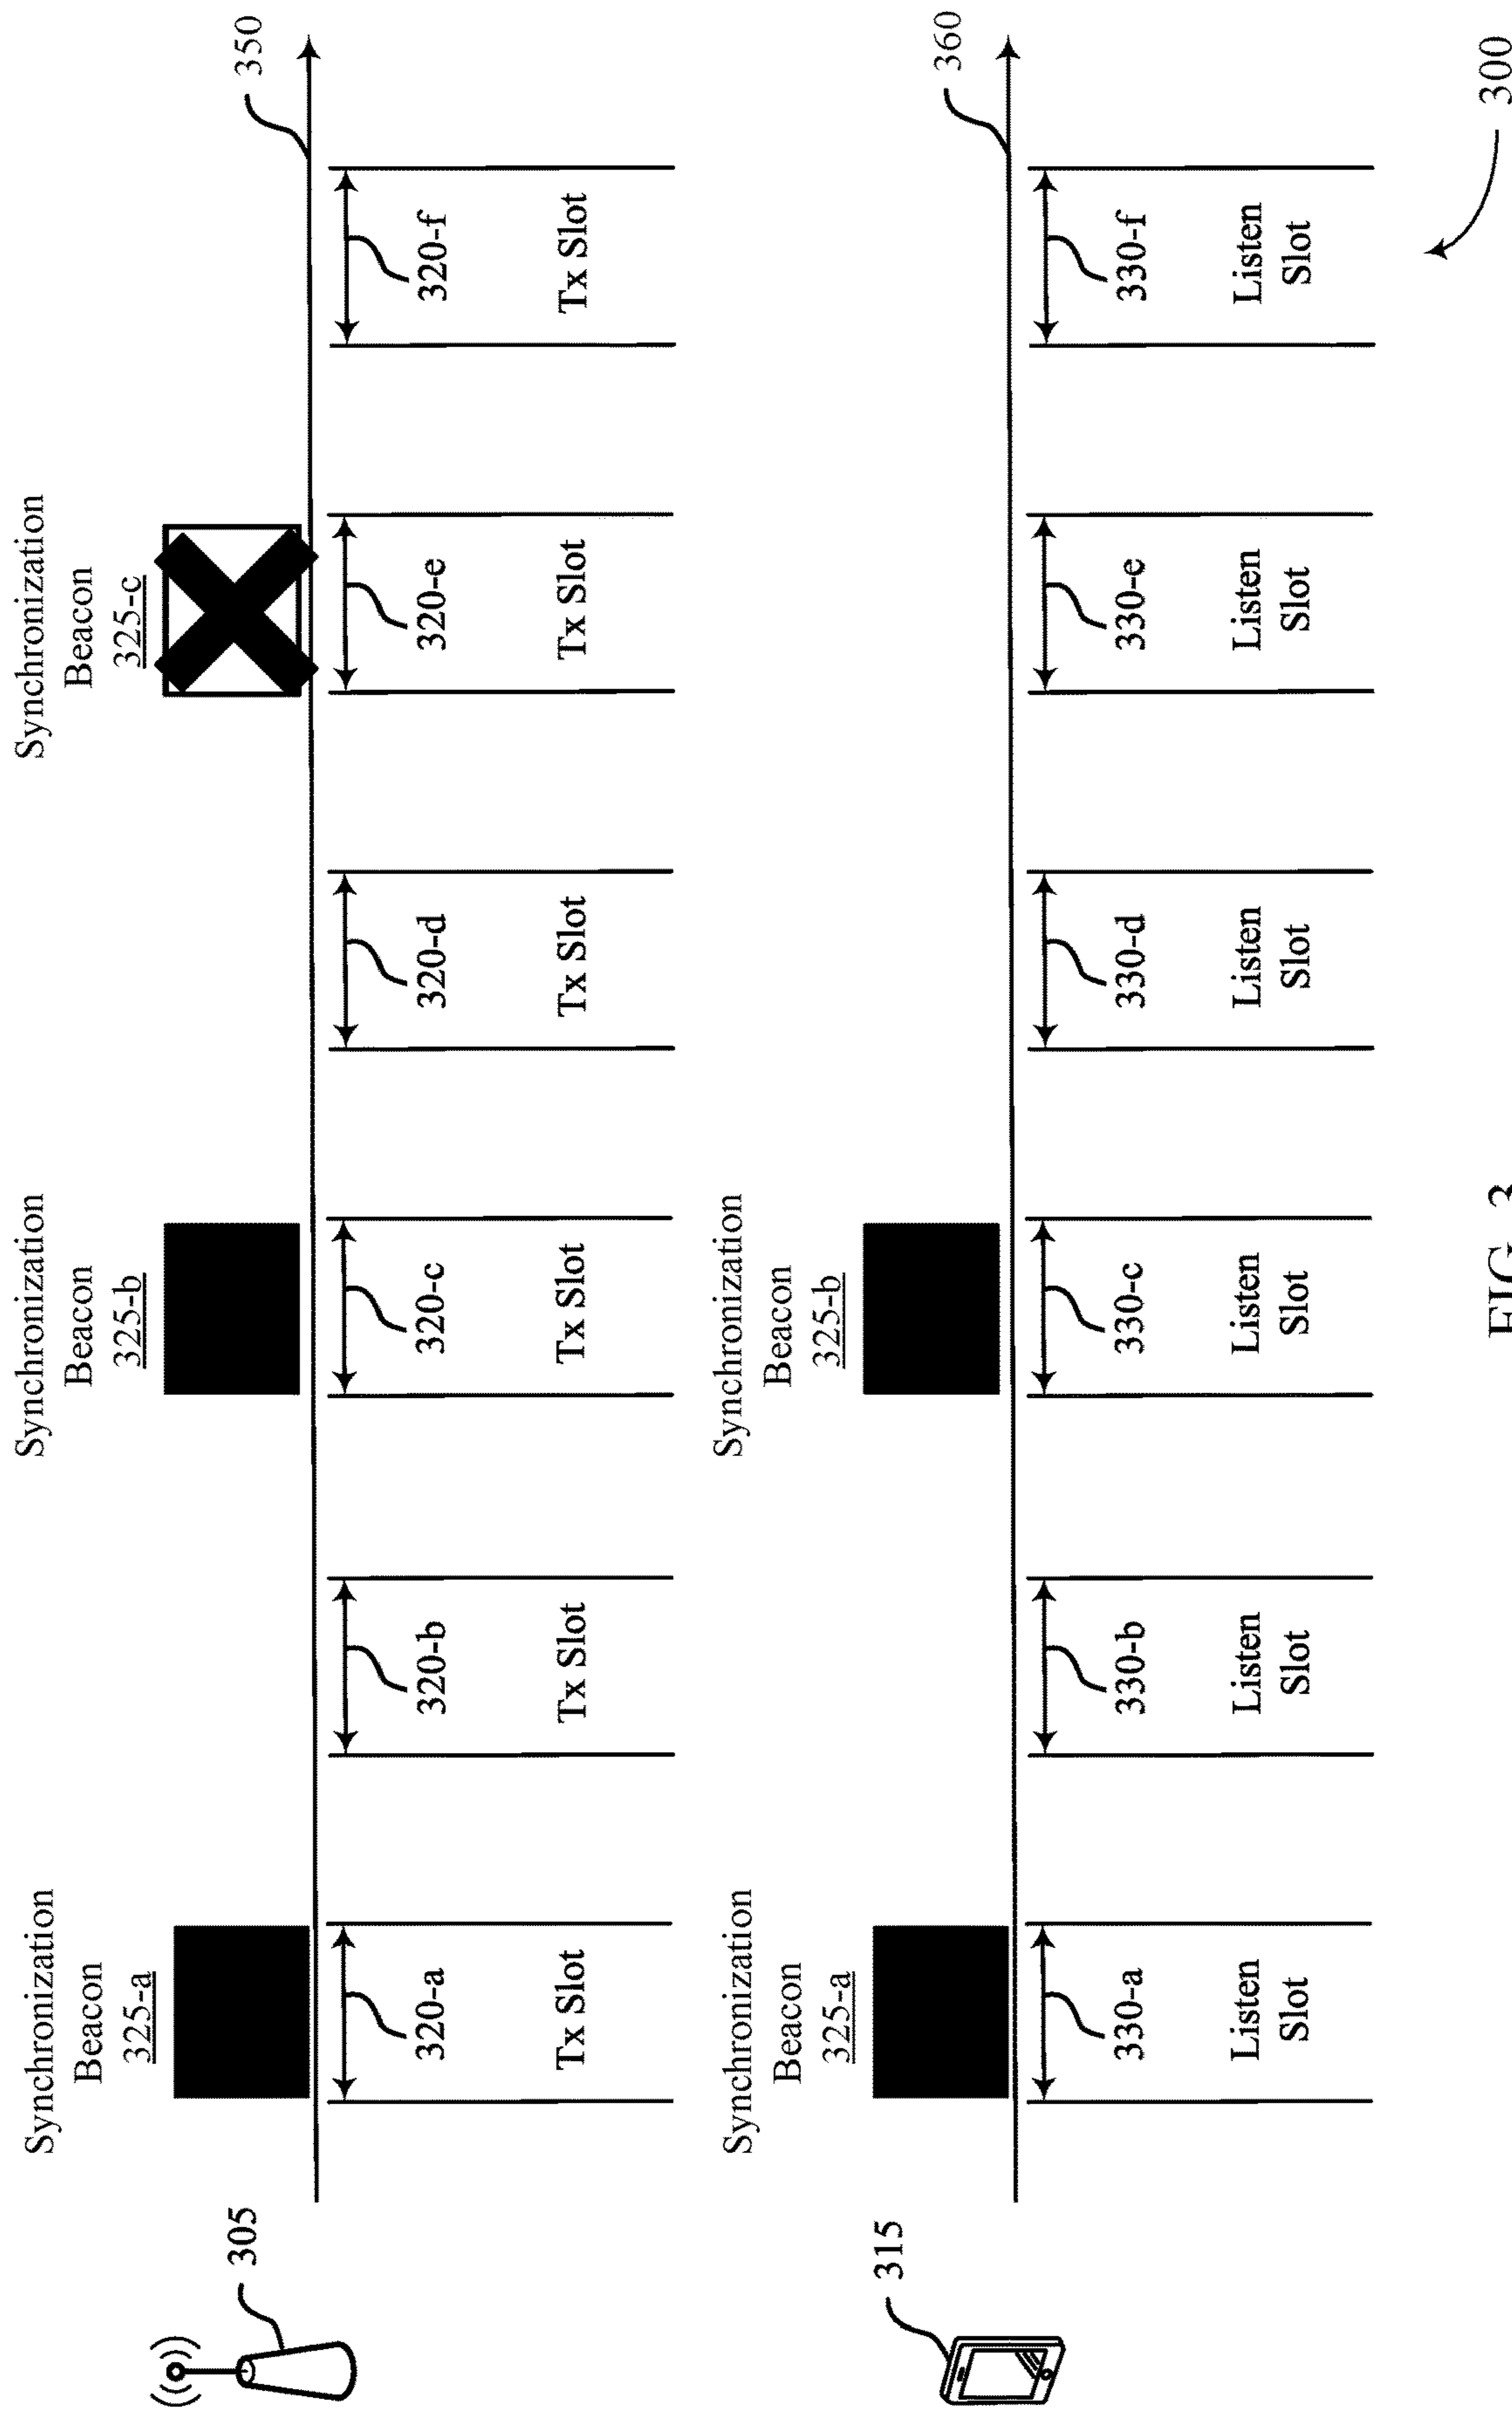 305
Synchronization
Beacon
325-a
Synchronization
Beacon
325-b
Synchronization
Beacon
325-c
350
320-a
320-b
320-c
320-d
320-e
320-f
Tx Slot
Tx Slot
Tx Slot
Tx Slot
Tx Slot
Tx Slot
315
Synchronization
Beacon
325-a
Synchronization
Beacon
325-b
360
330-a
330-b
330-c
330-d
330-e
330-f
Listen
Slot
Listen
Slot
Listen
Slot
Listen
Slot
Listen
Slot
Listen
Slot
300
FIG. 3